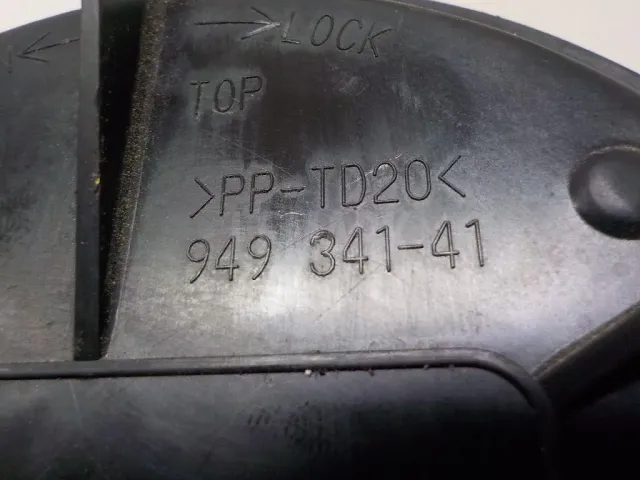 →LOCK
TOP
>PP-TD20<
949 341-41